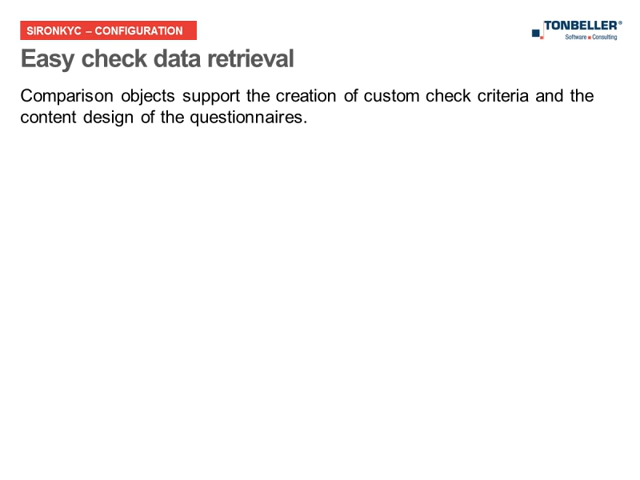 SIRONKYC – CONFIGURATION
TONBELLER®
Software ■ Consulting
Easy check data retrieval
Comparison objects support the creation of custom check criteria and the
content design of the questionnaires.